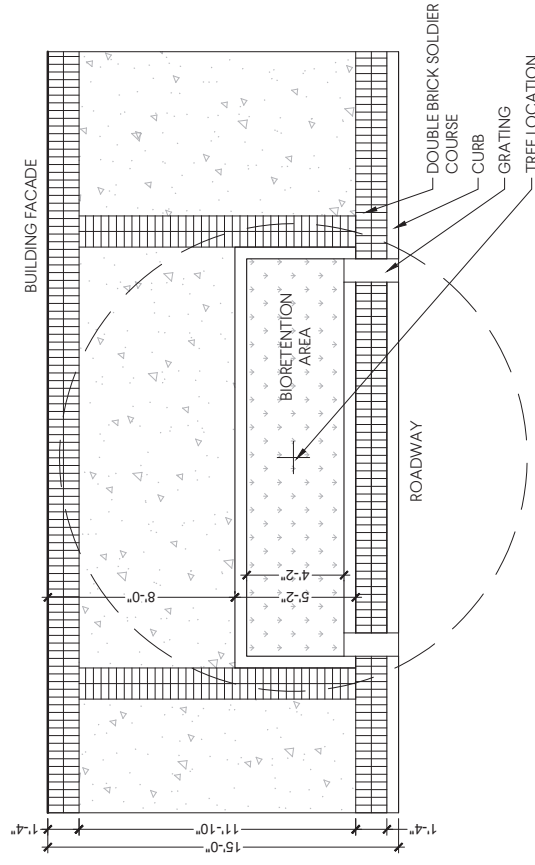 BUILDING FACADE
DOUBLE BRICK SOLDIER
COURSE
CURB
GRATING
TREE LOCATION
BIORETENTION
AREA
ROADWAY
8'-0"
5'-2"
4'-2"
1'-4"
11'-10"
1'-4"
15'-0"